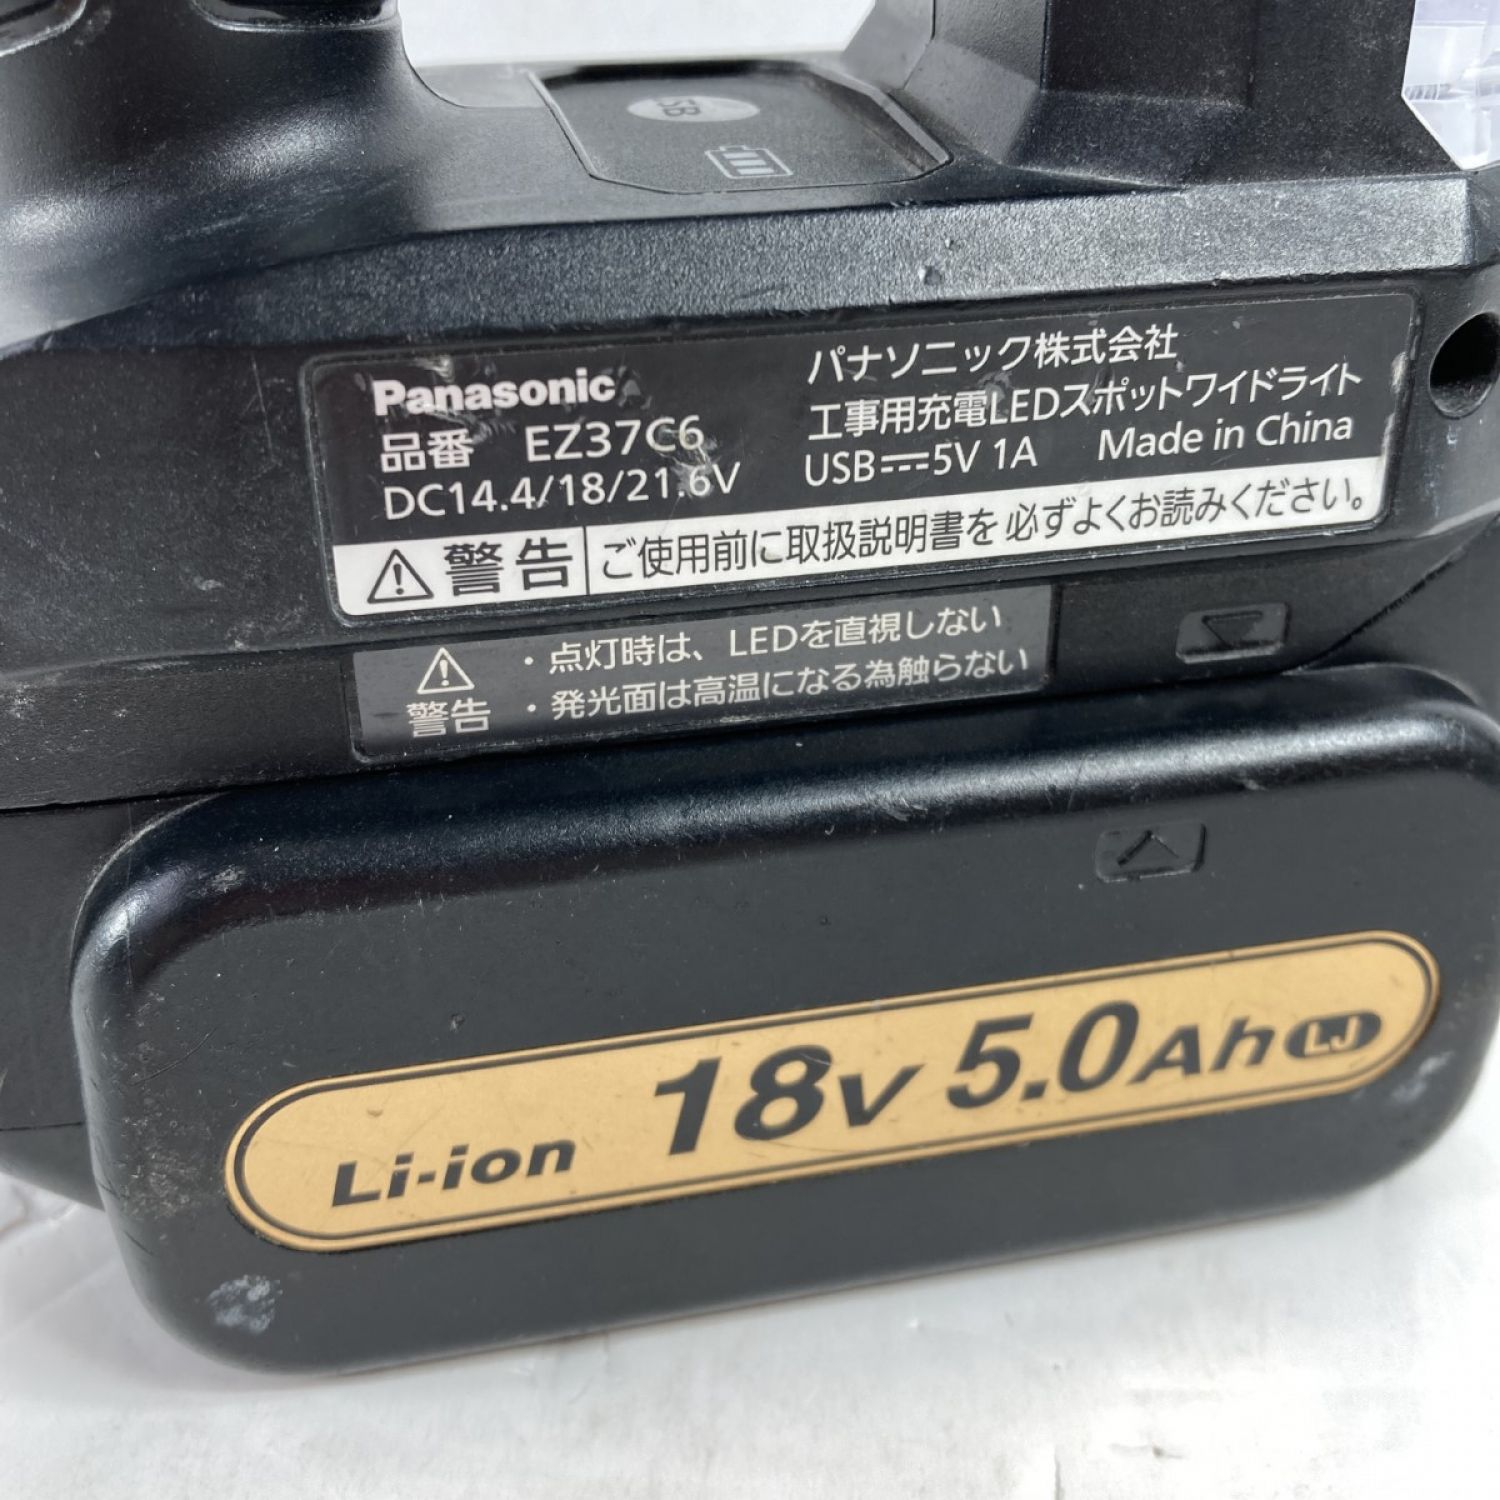 SB
Panasonic
品番 EZ37C6
DC14.4/18/21.6V
パナソニック株式会社
工事用充電LEDスポットワイドライト
USB⎓5V 1A Made in China
警告 ご使用前に取扱説明書を必ずよくお読みください。
警告
・点灯時は、LEDを直視しない
・発光面は高温になる為触らない
Li-ion 18V 5.0Ah LJ